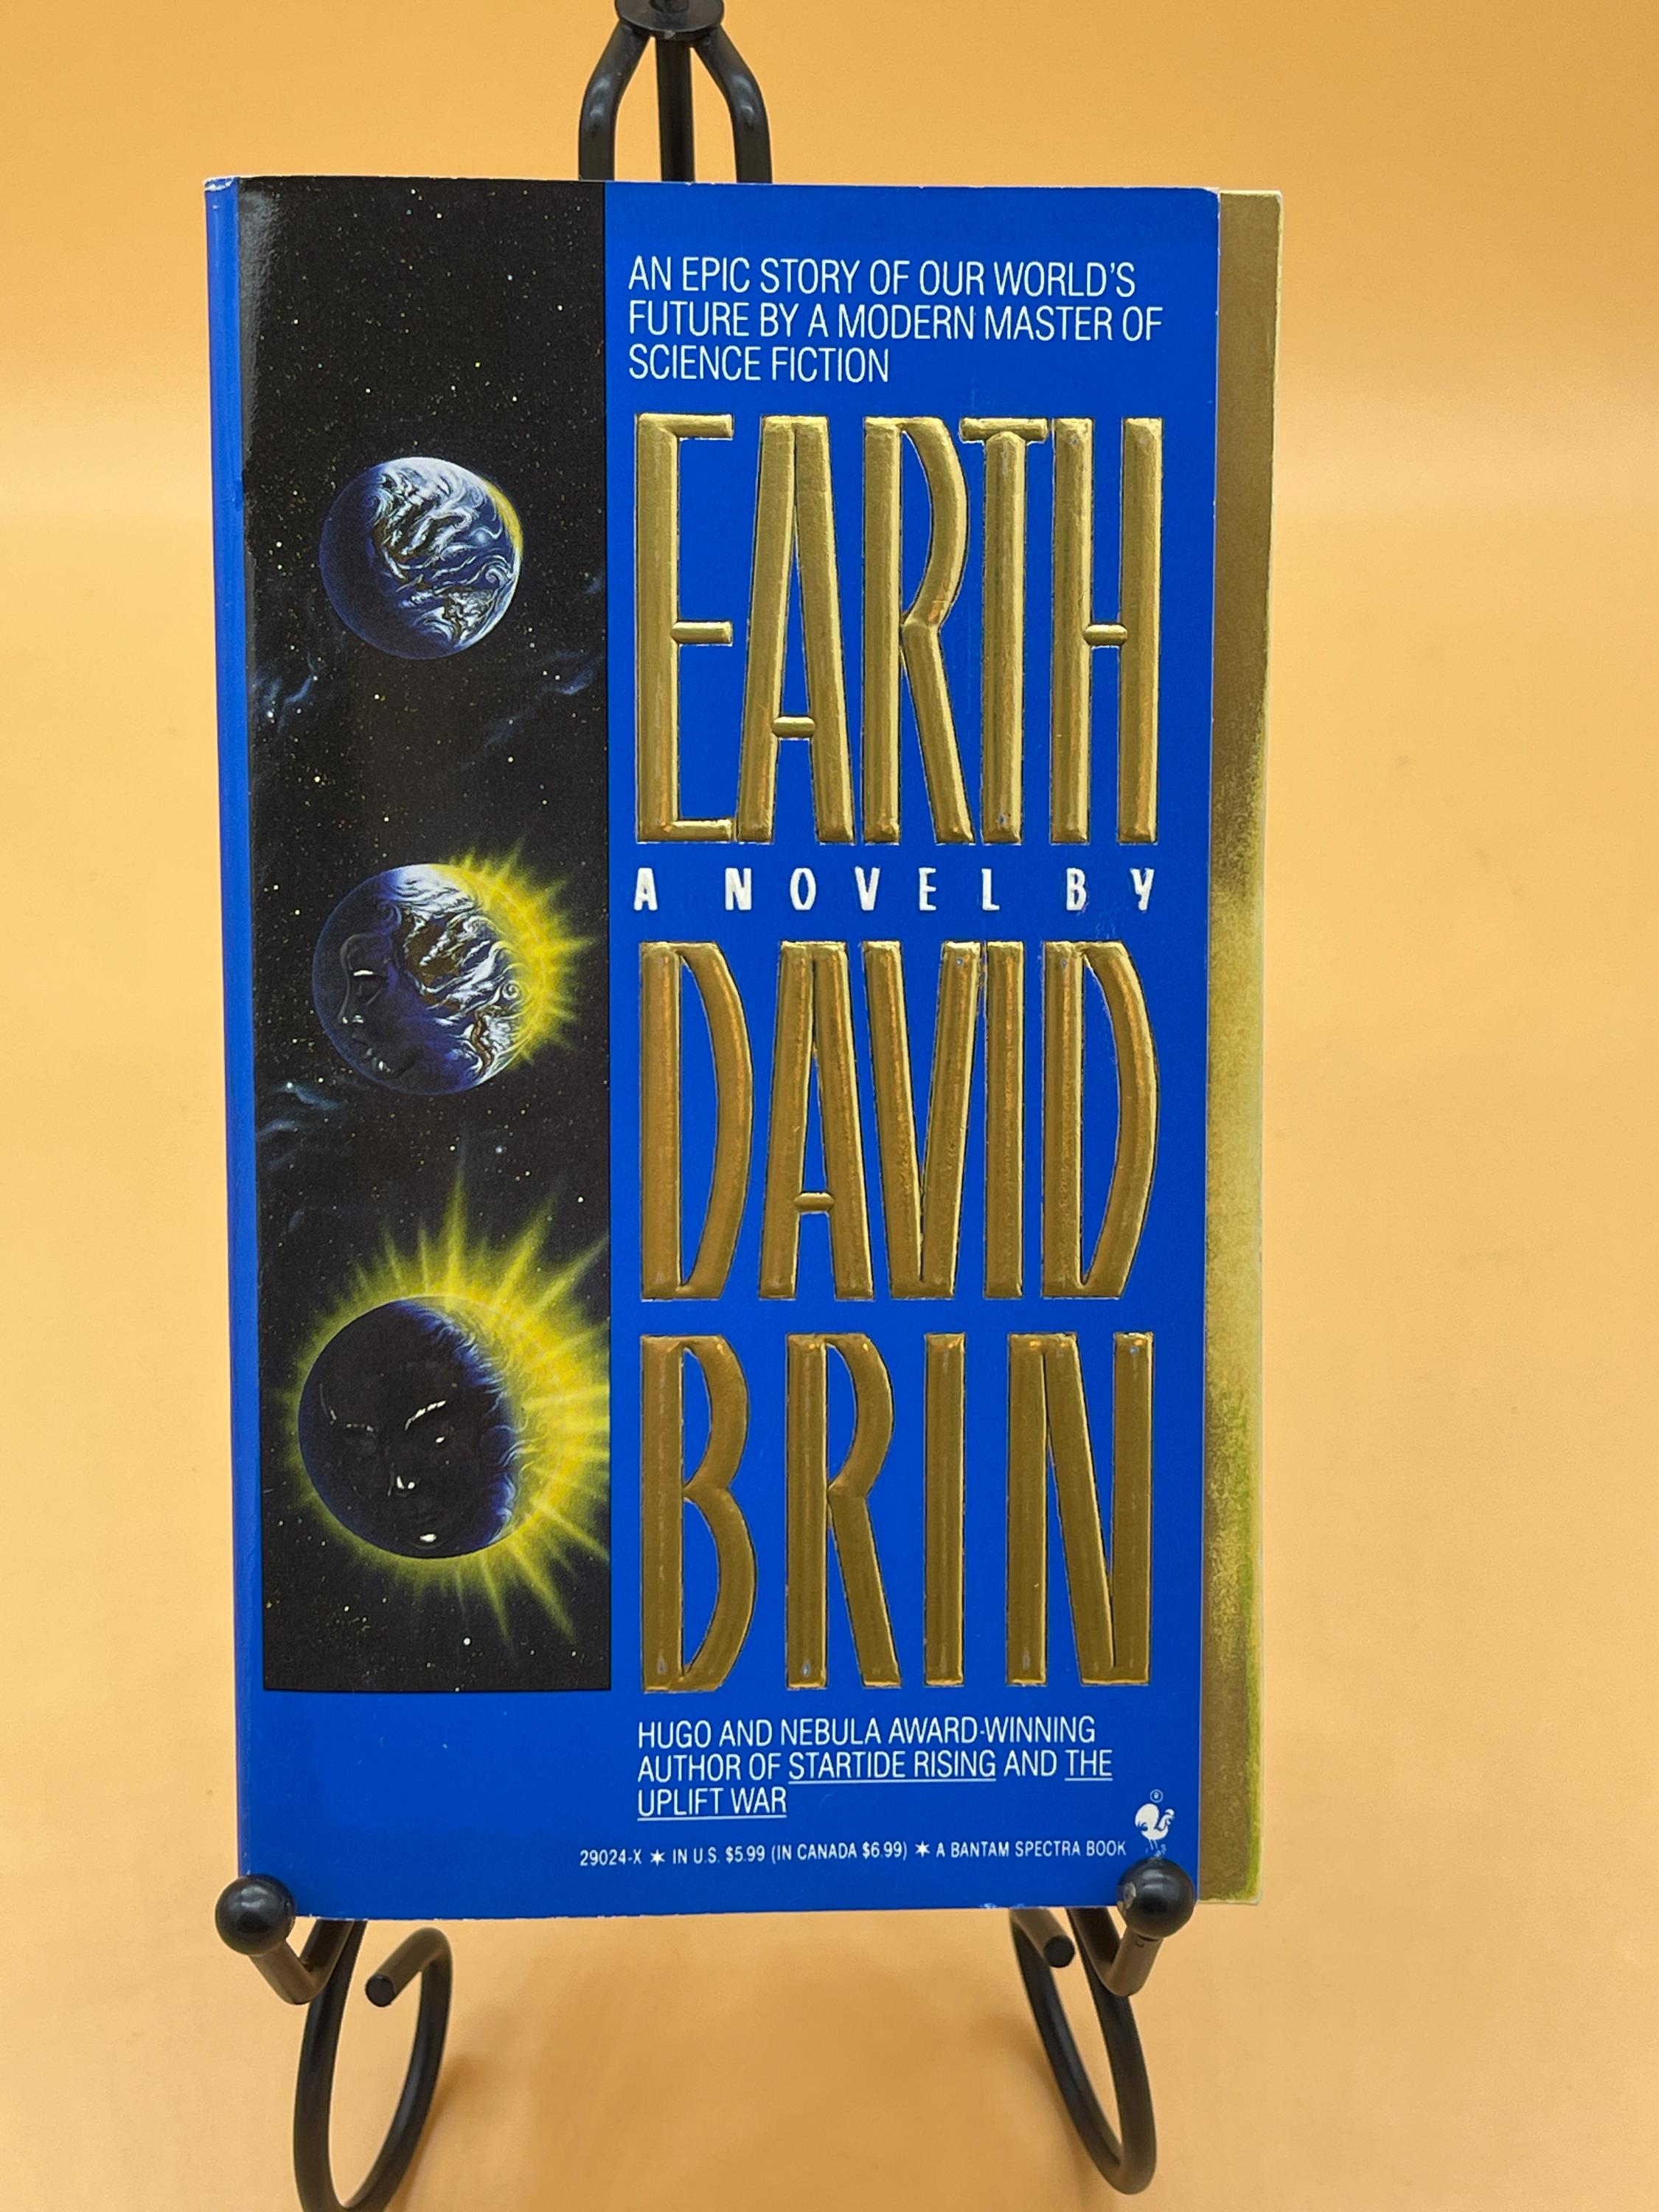 AN EPIC STORY OF OUR WORLD'S
FUTURE BY A MODERN MASTER OF
SCIENCE FICTION
EARTH
A NOVEL BY
DAVID
BRIN
HUGO AND NEBULA AWARD-WINNING
AUTHOR OF STARTIDE RISING AND THE
UPLIFT WAR
29024-X ✶ IN U.S. $5.99 (IN CANADA $6.99) ✶ A BANTAM SPECTRA BOOK
®